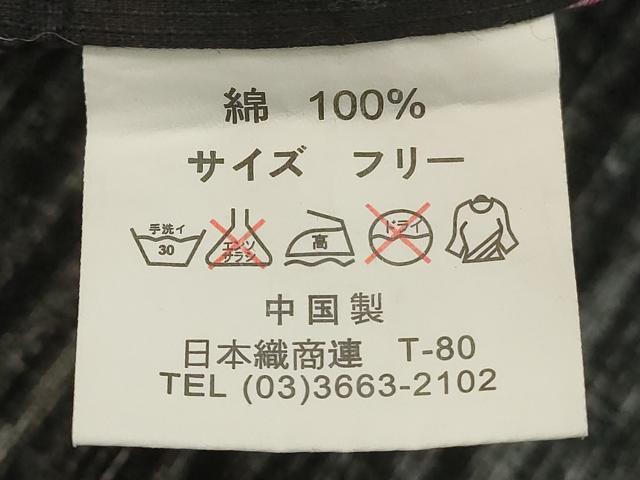 綿 100%
サイズ フリー
手洗イ
30
エンソ
サラシ
高
ドライ
中国製
日本織商連 T-80
TEL (03)3663-2102